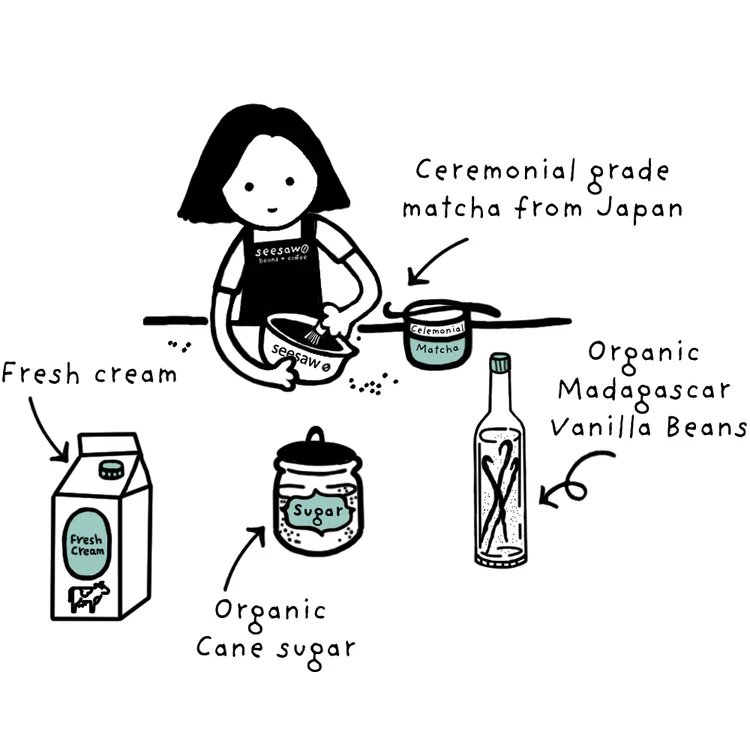 Ceremonial grade
matcha from Japan
seesaw
beans + coffee
seesaw
Celemonial
Matcha
Organic
Madagascar
Vanilla Beans
Fresh cream
Fresh
Cream
Sugar
Organic
Cane sugar